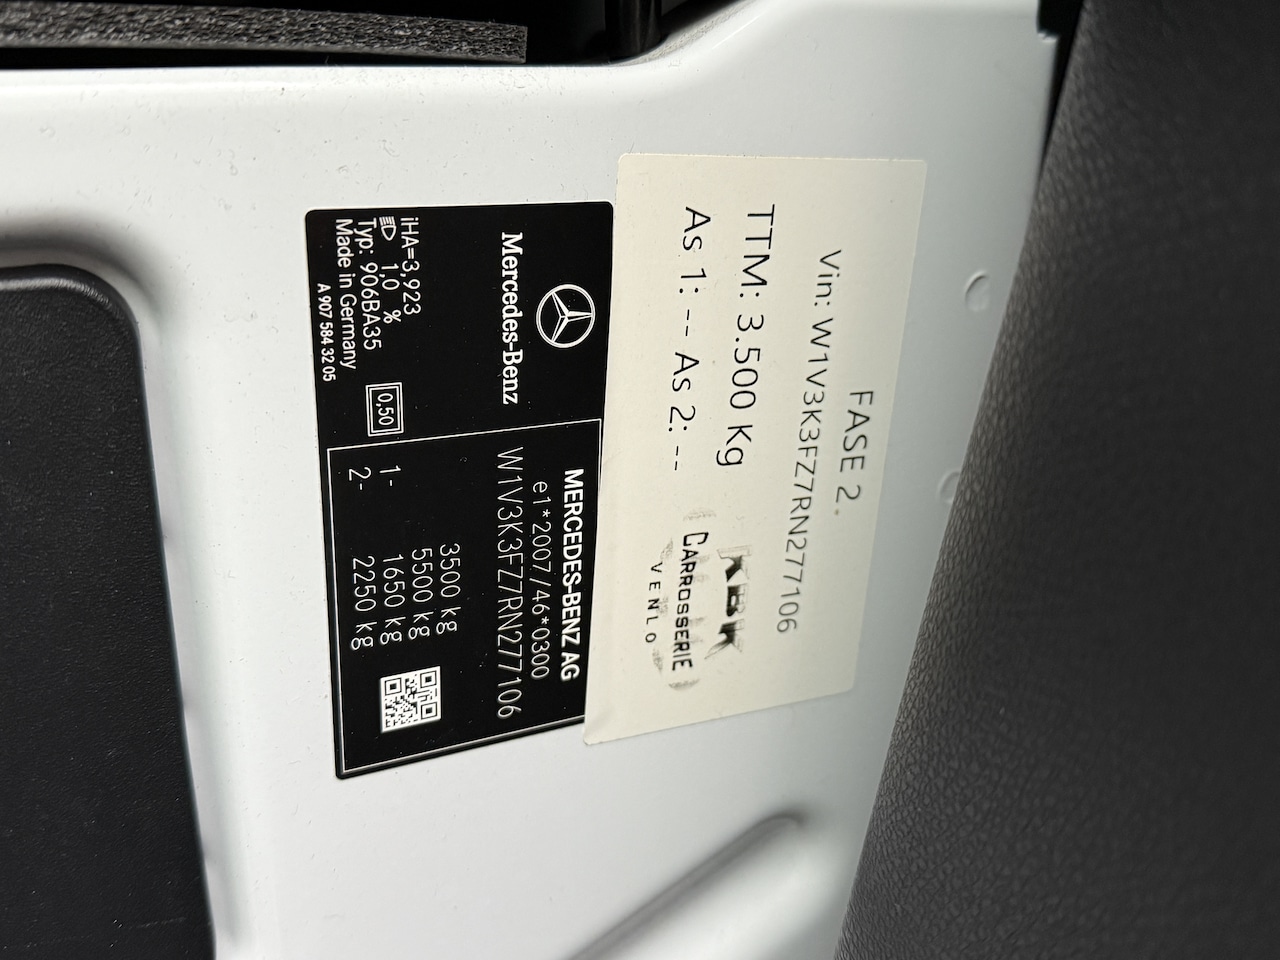 FASE 2.
Vin: W1V3K3FZ7RN277106
TTM: 3.500 Kg
As 1: -- As 2: --
KBK
CARROSSERIE
VENLO
Mercedes-Benz
iHA=3,923
1,0 %
Typ: 906BA35
Made in Germany
A 907 584 32 05
0,50
MERCEDES-BENZ AG
e1*2007/46*0300
W1V3K3FZ7RN277106
3500 kg
5500 kg
1- 1650 kg
2- 2250 kg